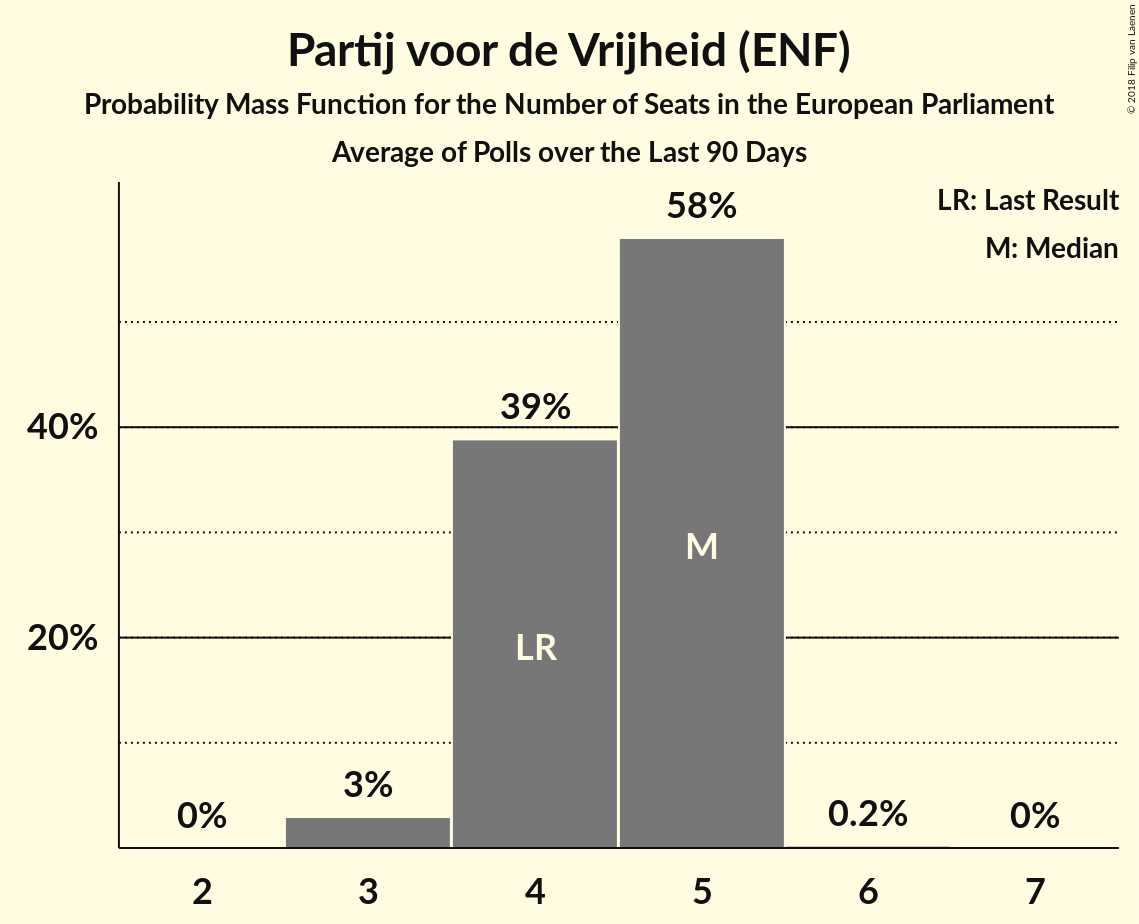 Partij voor de Vrijheid (ENF)
Probability Mass Function for the Number of Seats in the European Parliament
Average of Polls over the Last 90 Days
© 2018 Filip van Laenen
LR: Last Result
M: Median
58%
39%
40%
M
20%
LR
3%
0%
0.2%
0%
2 3 4 5 6 7